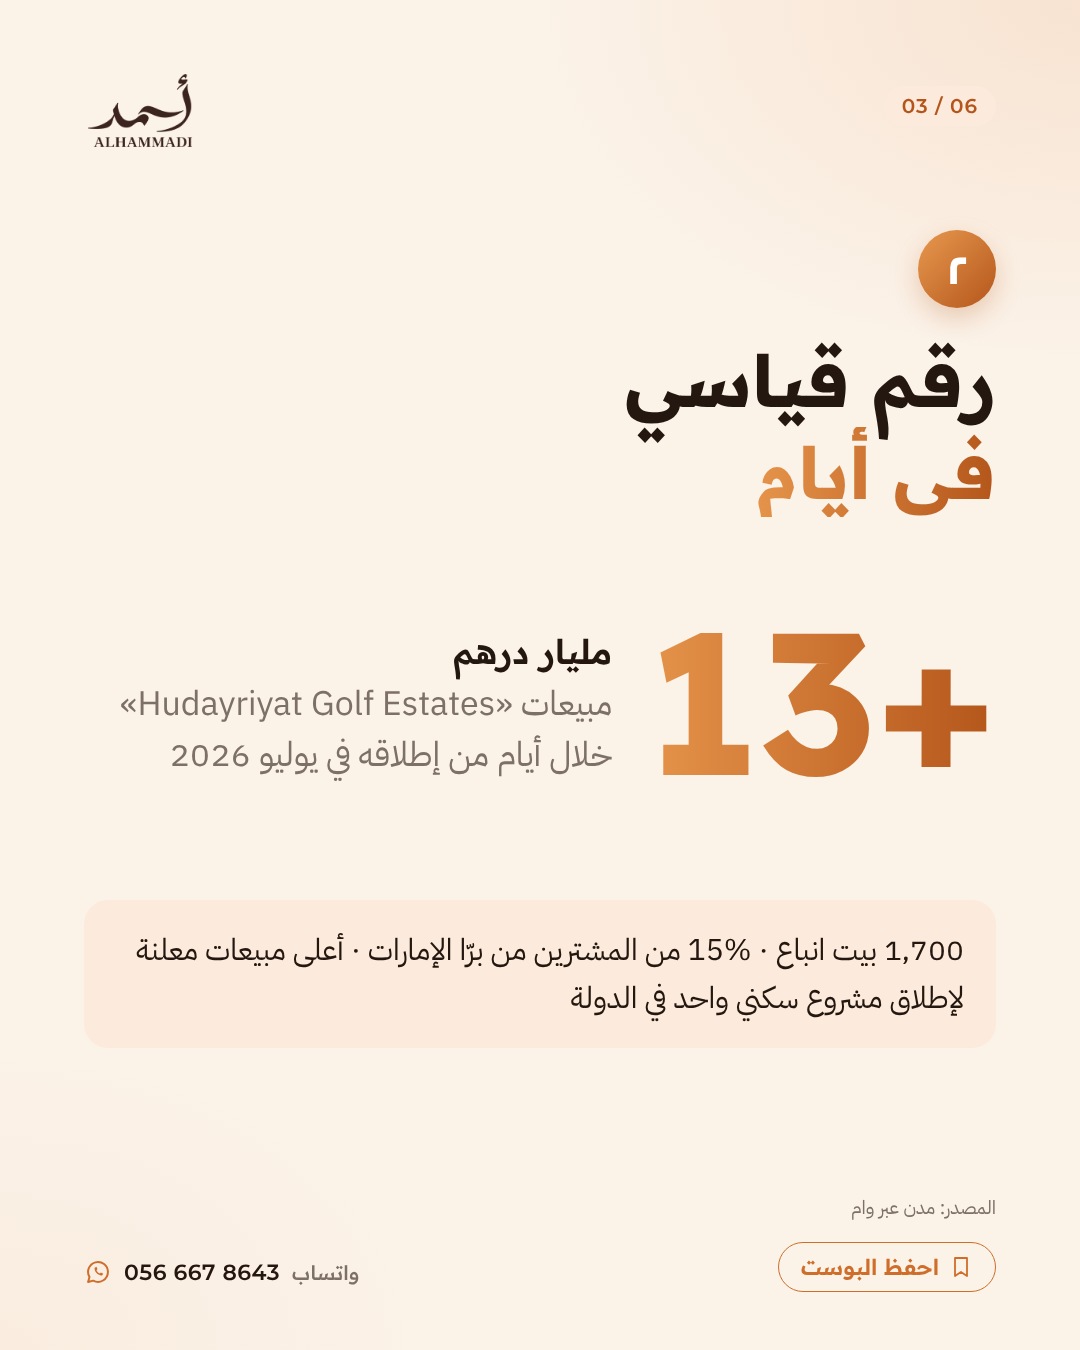 أحمد
ALHAMMADI
03 / 06
٢
رقم قياسي
في أيام
13+
مليار درهم
مبيعات «Hudayriyat Golf Estates»
خلال أيام من إطلاقه في يوليو 2026
1,700 بيت انباع · 15% من المشترين من برّا الإمارات · أعلى مبيعات معلنة
لإطلاق مشروع سكني واحد في الدولة
المصدر: مدن عبر وام
احفظ البوست
واتساب 056 667 8643